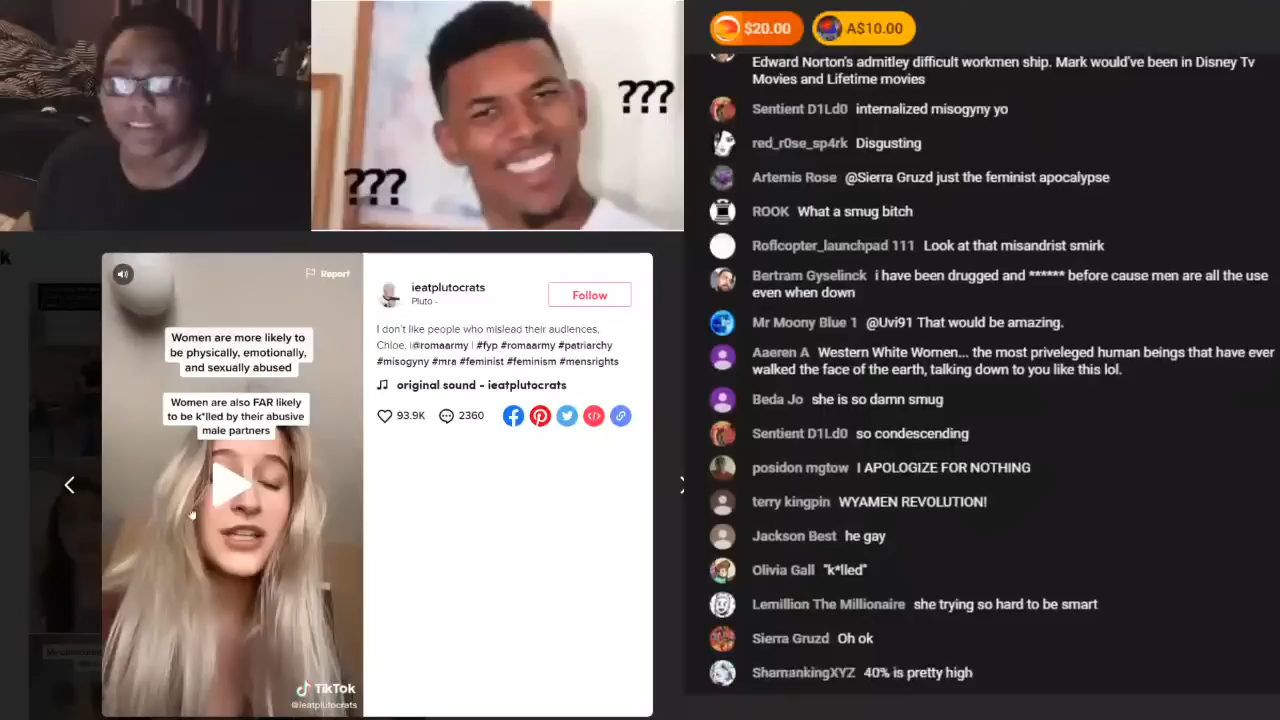 ???
???
k
Report
Women are more likely to
be physically, emotionally,
and sexually abused
Women are also FAR likely
to be k*lled by their abusive
male partners
TikTok
@ieatplutocrats
ieatplutocrats
Pluto -
Follow
I don't like people who mislead their audiences,
Chloe. | @romaarmy | #fyp #romaarmy #patriarchy
#misogyny #mra #feminist #feminism #mensrights
original sound - ieatplutocrats
93.9K
2360
$20.00
A$10.00
Edward Norton's admitley difficult workmen ship. Mark would've been in Disney Tv
Movies and Lifetime movies
Sentient D1Ld0 internalized misogyny yo
red_r0se_sp4rk Disgusting
Artemis Rose @Sierra Gruzd just the feminist apocalypse
ROOK What a smug bitch
Roflcopter_launchpad 111 Look at that misandrist smirk
Bertram Gyselinck i have been drugged and ****** before cause men are all the use
even when down
Mr Moony Blue 1 @Uvi91 That would be amazing.
Aaeren A Western White Women... the most priveleged human beings that have ever
walked the face of the earth, talking down to you like this lol.
Beda Jo she is so damn smug
Sentient D1Ld0 so condescending
posidon mgtow I APOLOGIZE FOR NOTHING
terry kingpin WYAMEN REVOLUTION!
Jackson Best he gay
Olivia Gall "k*lled"
Lemillion The Millionaire she trying so hard to be smart
Sierra Gruzd Oh ok
ShamankingXYZ 40% is pretty high